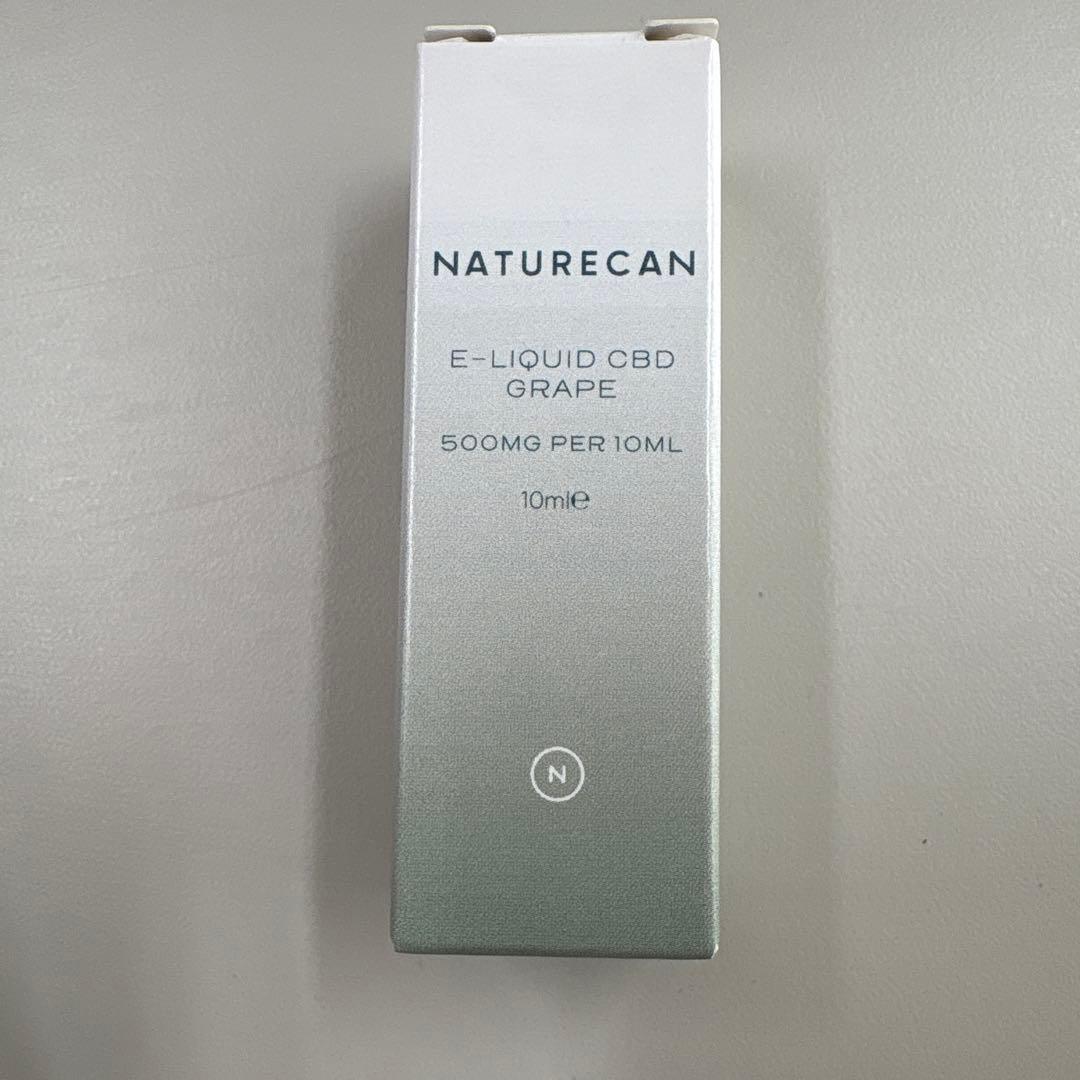 NATURECAN
E-LIQUID CBD
GRAPE
500MG PER 10ML
10ml℮
N